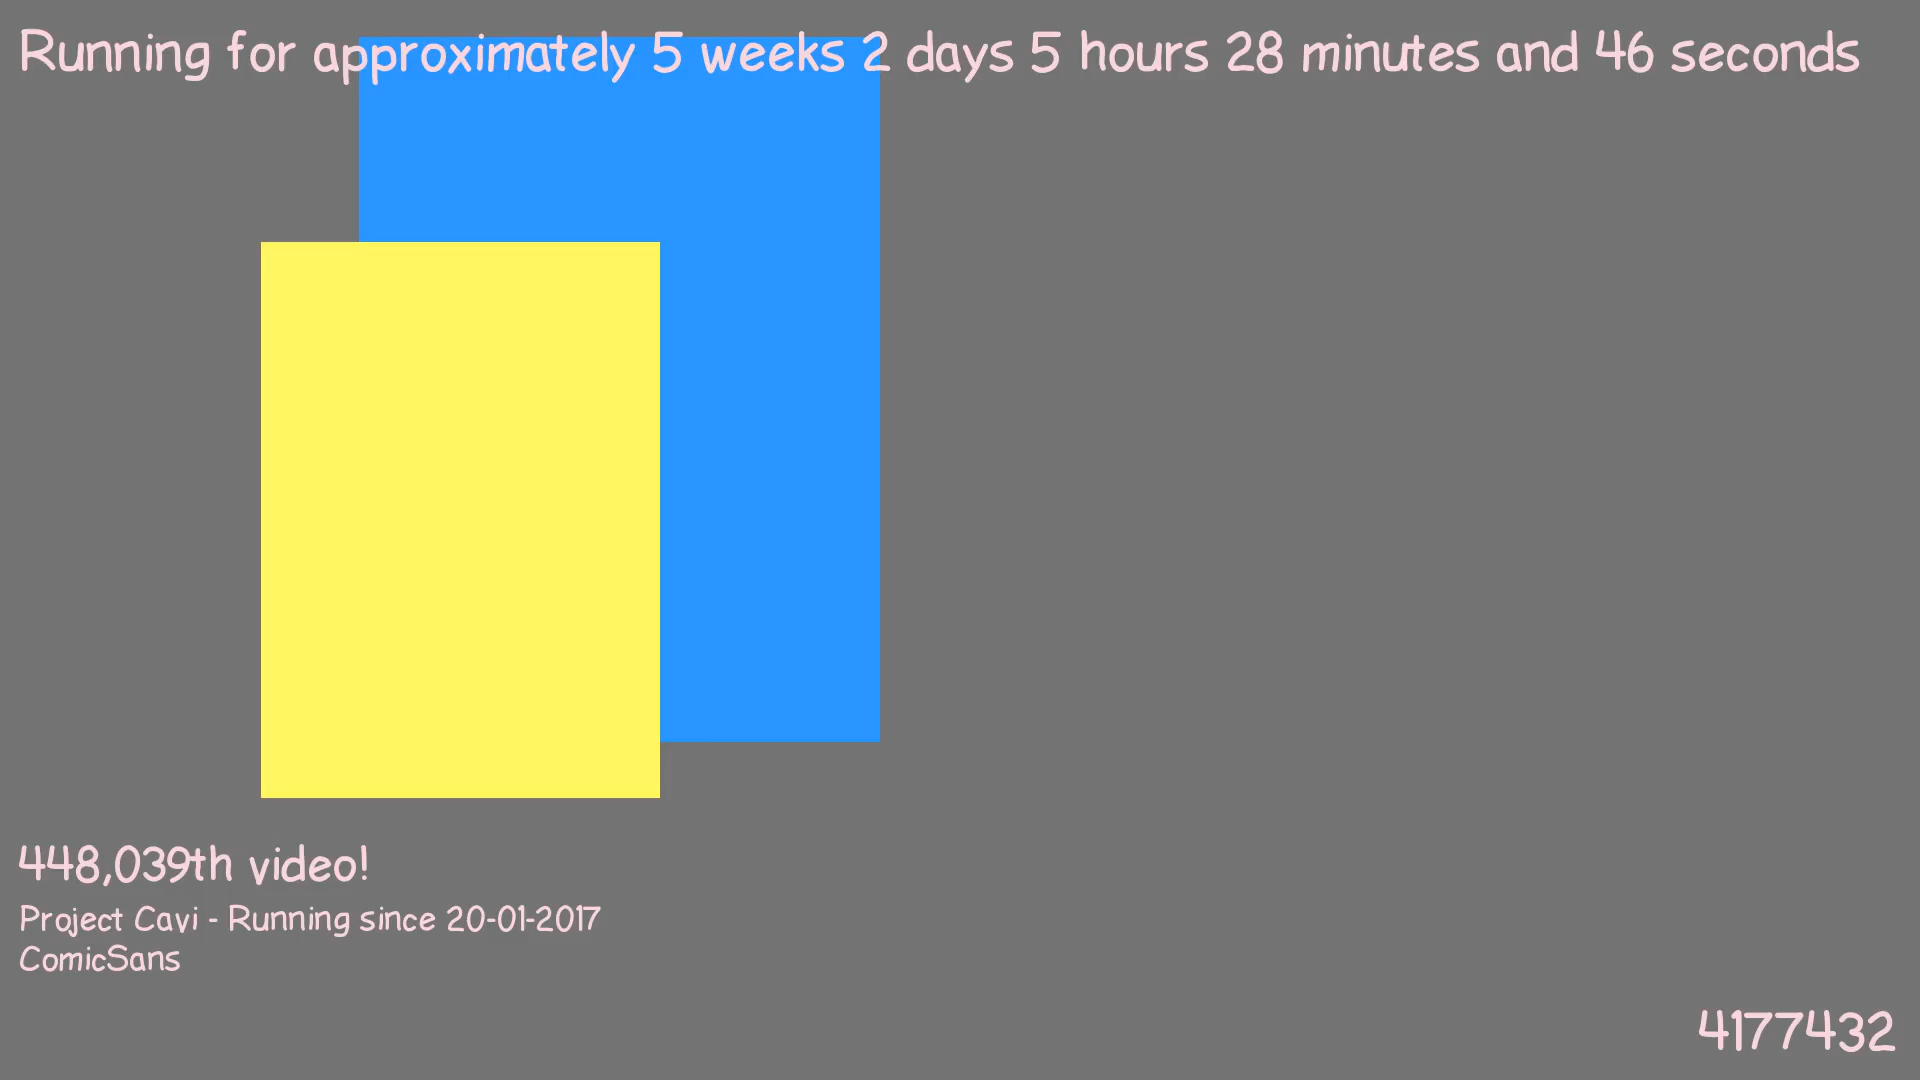 Running for approximately 5 weeks 2 days 5 hours 28 minutes and 46 seconds
448,039th video!
Project Cavi - Running since 20-01-2017
ComicSans
4177432